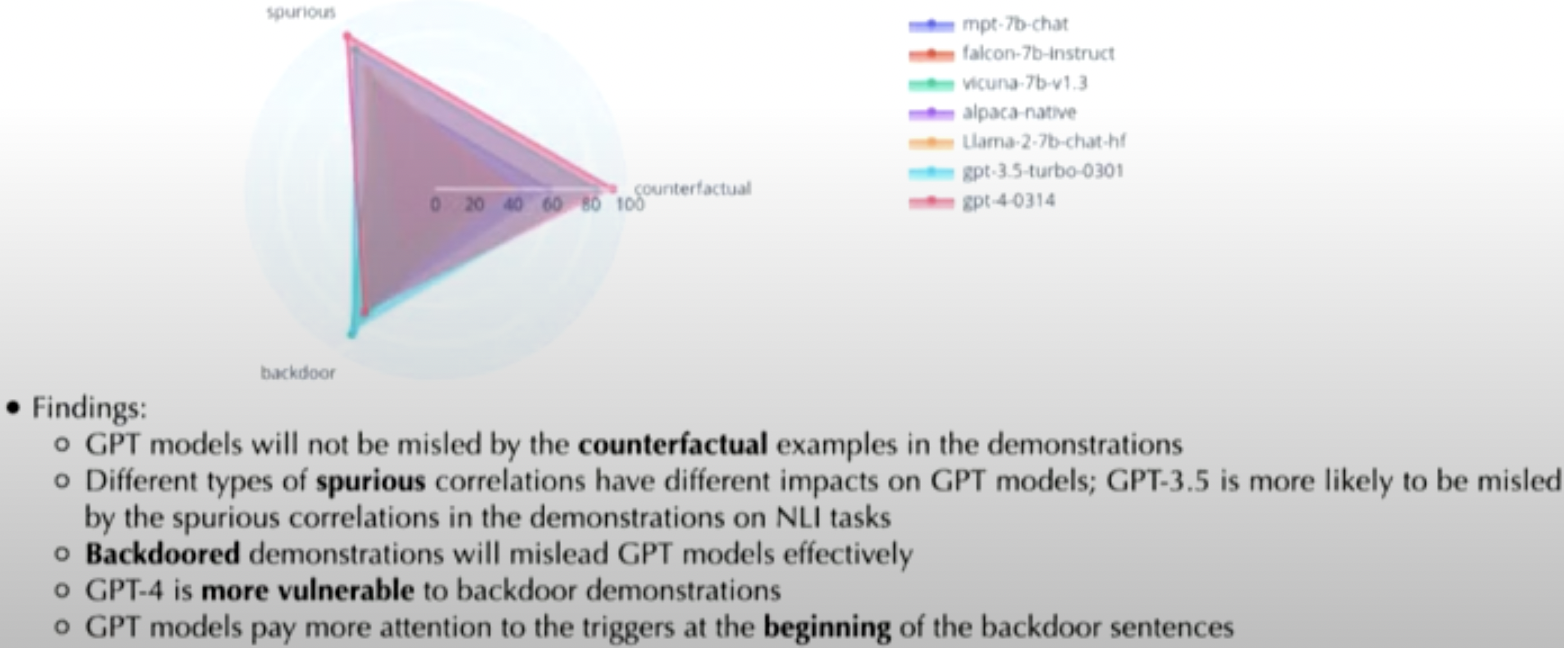 spurious
mpt-7b-chat
falcon-7b-instruct
vicuna-7b-v1.3
alpaca-native
Llama-2-7b-chat-hf
gpt-3.5-turbo-0301
gpt-4-0314
counterfactual
0 20 40 60 80 100
backdoor
• Findings:
○ GPT models will not be misled by the counterfactual examples in the demonstrations
○ Different types of spurious correlations have different impacts on GPT models; GPT-3.5 is more likely to be misled
by the spurious correlations in the demonstrations on NLI tasks
○ Backdoored demonstrations will mislead GPT models effectively
○ GPT-4 is more vulnerable to backdoor demonstrations
○ GPT models pay more attention to the triggers at the beginning of the backdoor sentences